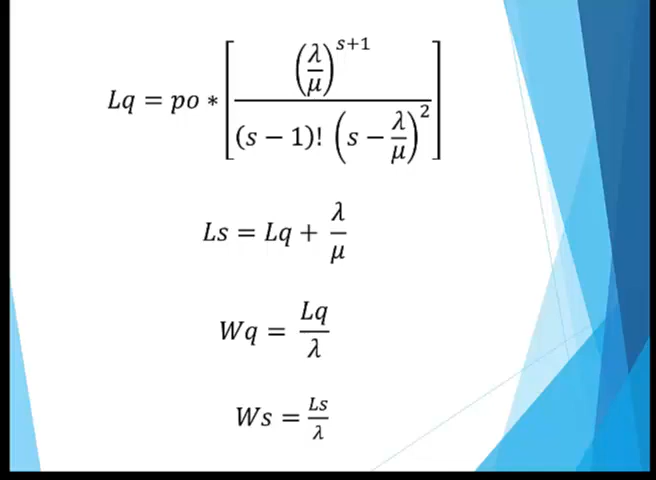 Lq = po * [ (λ/μ)^(s+1) / ((s − 1)! (s − λ/μ)^2) ]
Ls = Lq + λ/μ
Wq = Lq/λ
Ws = Ls/λ